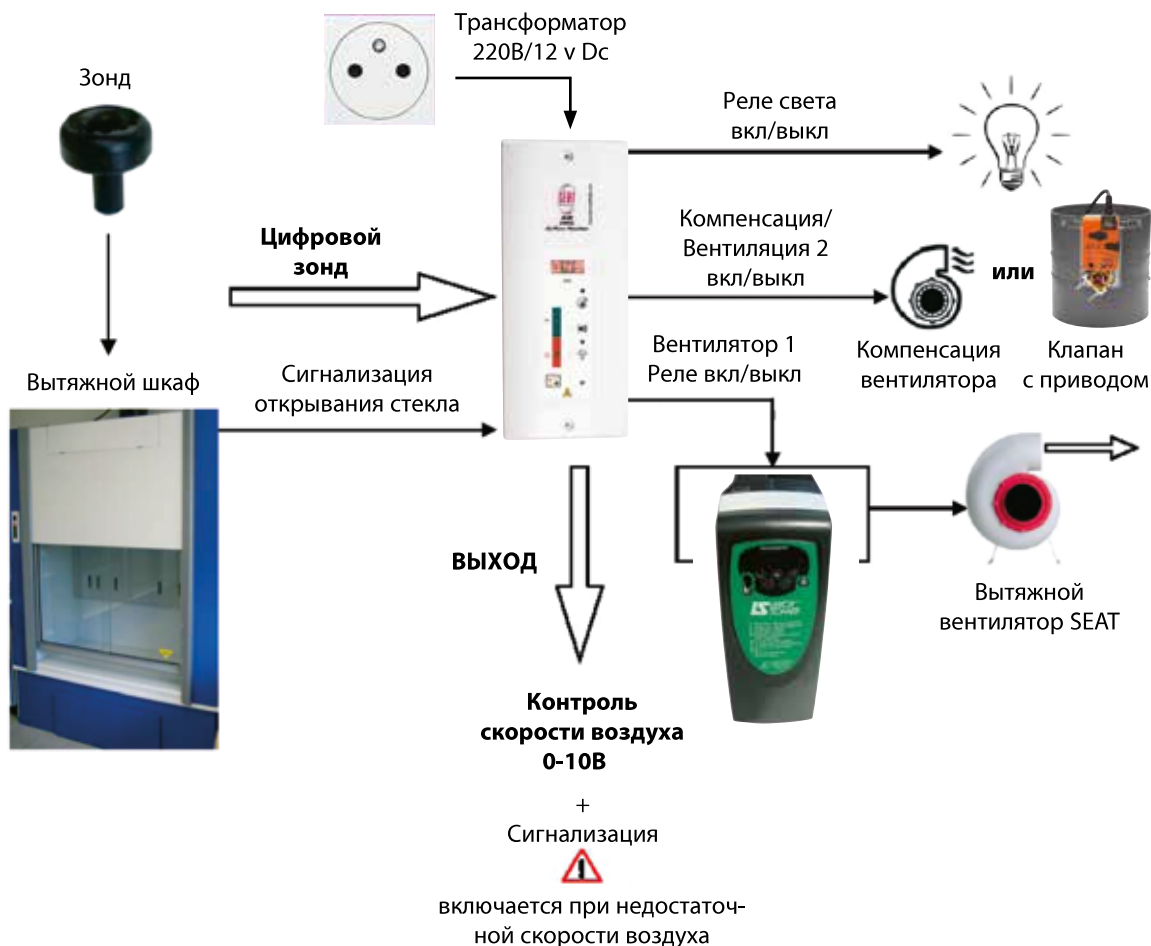 Трансформатор
220В/12 v Dc
Зонд
Реле света
вкл/выкл
Цифровой
зонд
Компенсация/
Вентиляция 2
вкл/выкл
или
Вентилятор 1
Реле вкл/выкл
Компенсация
вентилятора
Клапан
с приводом
Вытяжной шкаф
Сигнализация
открывания стекла
ВЫХОД
Вытяжной
вентилятор SEAT
Контроль
скорости воздуха
0-10В
+
Сигнализация
включается при недостаточ-
ной скорости воздуха